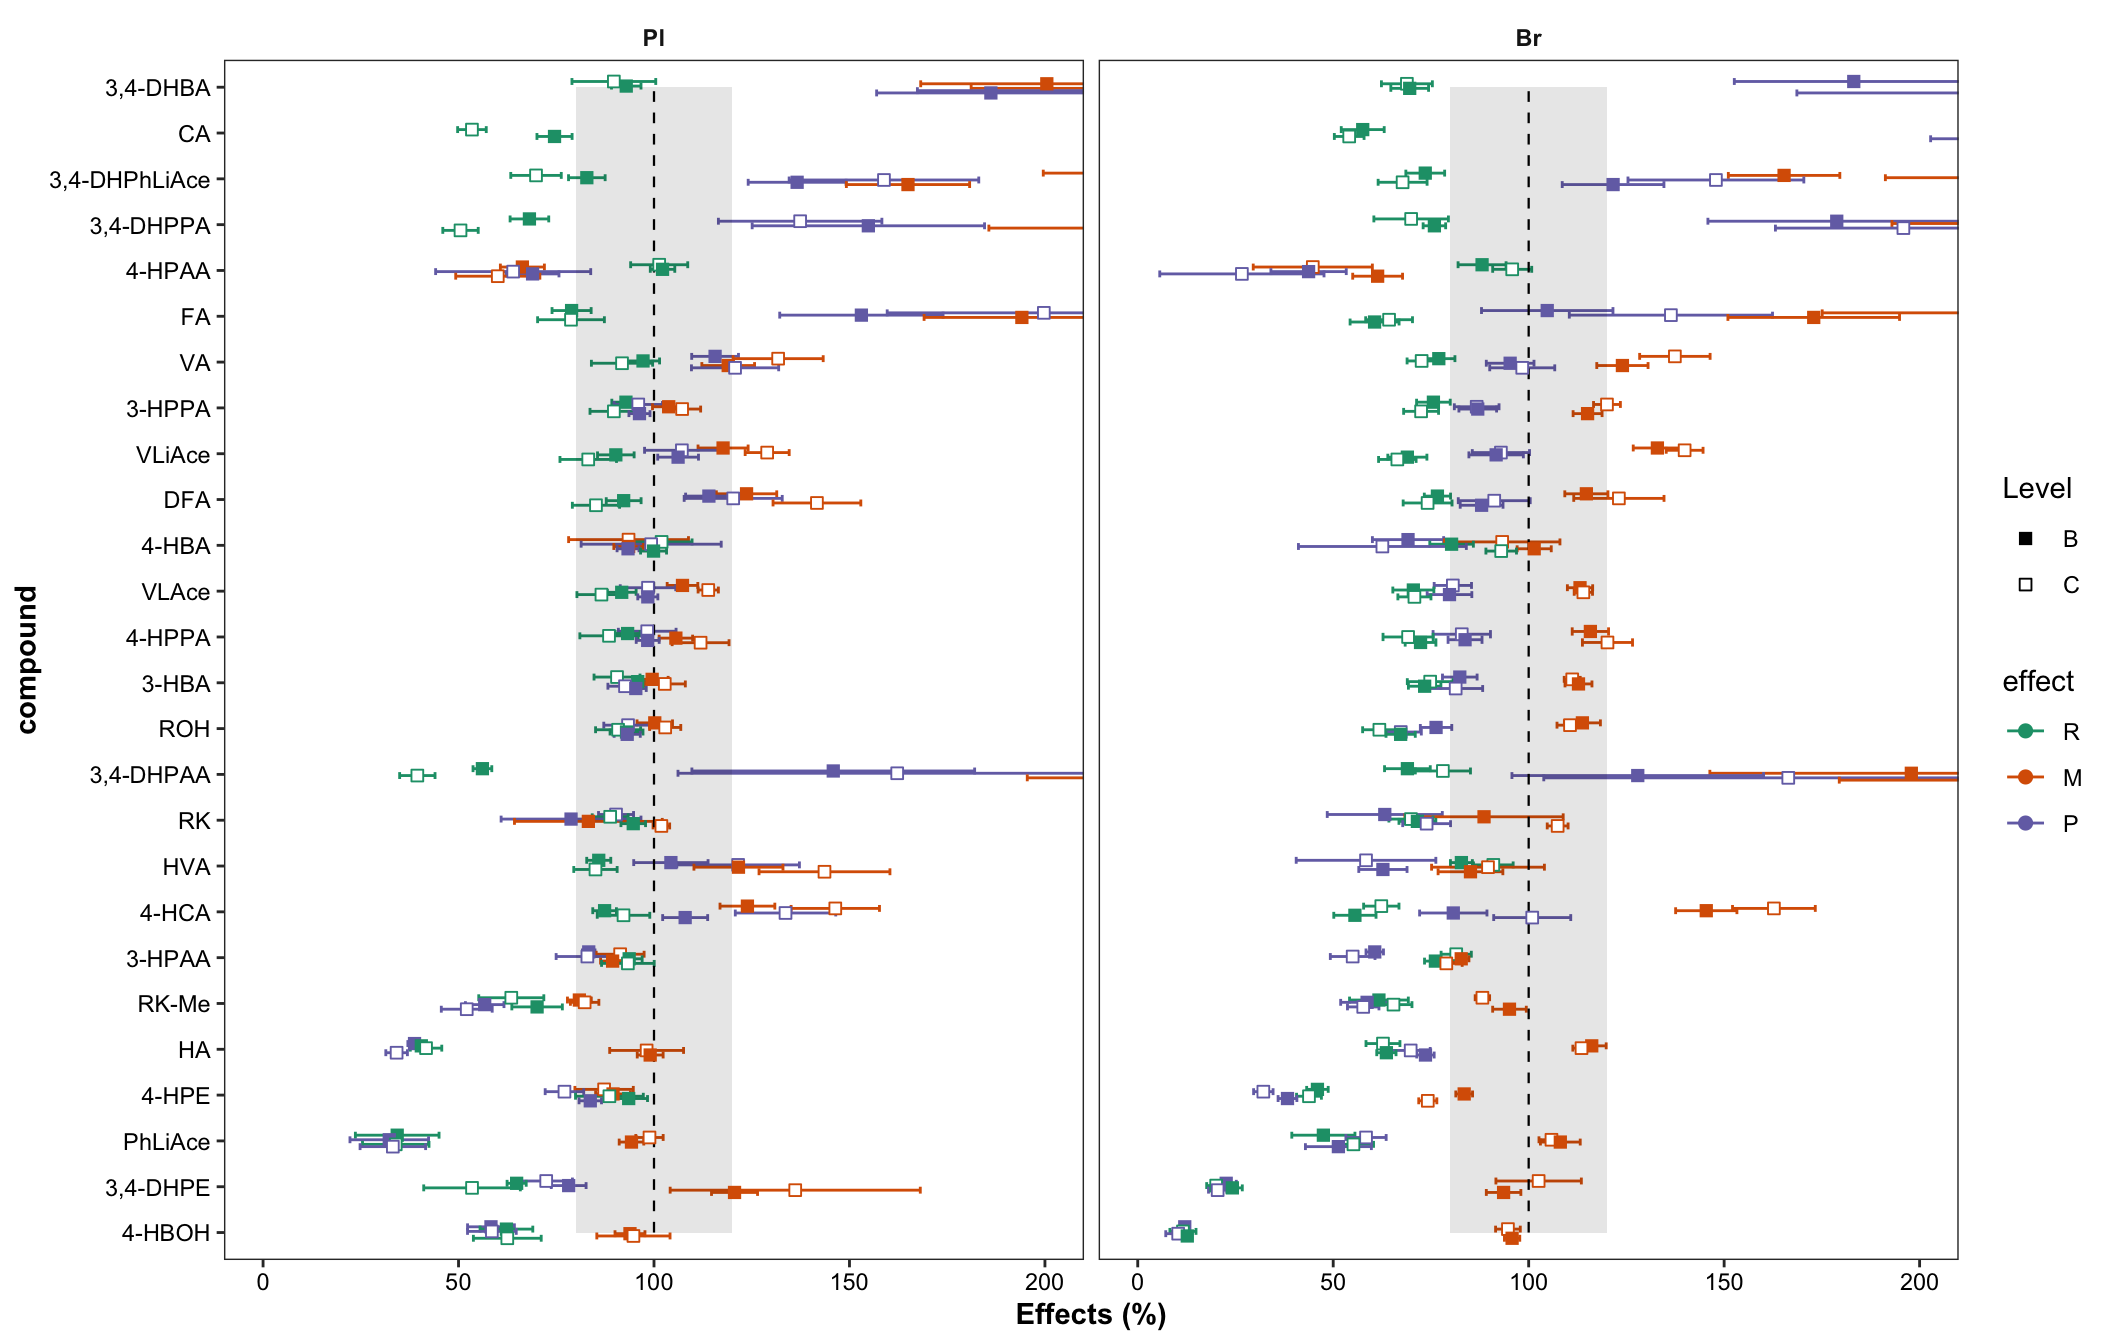 Pl
Br
3,4-DHBA
CA
3,4-DHPhLiAce
3,4-DHPPA
4-HPAA
FA
VA
3-HPPA
VLiAce
DFA
4-HBA
VLAce
4-HPPA
3-HBA
ROH
3,4-DHPAA
RK
HVA
4-HCA
3-HPAA
RK-Me
HA
4-HPE
PhLiAce
3,4-DHPE
4-HBOH
compound
0 50 100 150 200
0 50 100 150 200
Effects (%)
Level
B
C
effect
R
M
P